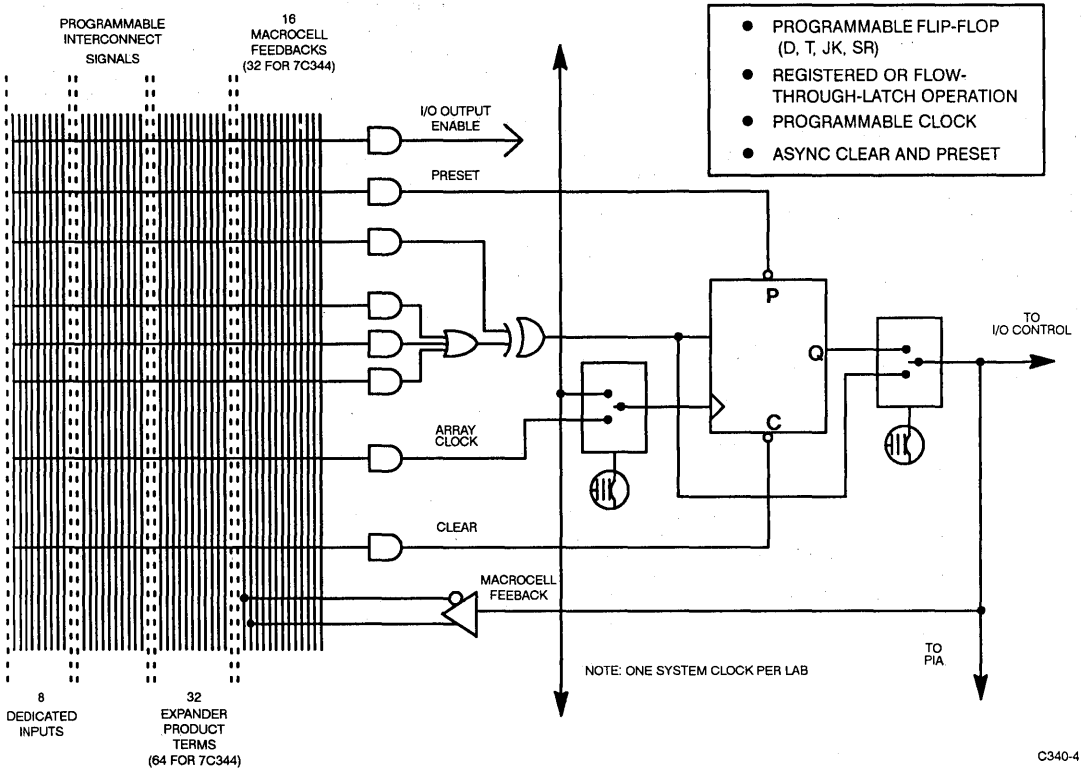 PROGRAMMABLE
INTERCONNECT
SIGNALS
16
MACROCELL
FEEDBACKS
(32 FOR 7C344)
● PROGRAMMABLE FLIP-FLOP
(D, T, JK, SR)
● REGISTERED OR FLOW-
THROUGH-LATCH OPERATION
● PROGRAMMABLE CLOCK
● ASYNC CLEAR AND PRESET
I/O OUTPUT
ENABLE
PRESET
P
Q
C
TO
I/O CONTROL
ARRAY
CLOCK
CLEAR
MACROCELL
FEEBACK
NOTE: ONE SYSTEM CLOCK PER LAB
TO
PIA
8
DEDICATED
INPUTS
32
EXPANDER
PRODUCT
TERMS
(64 FOR 7C344)
C340-4